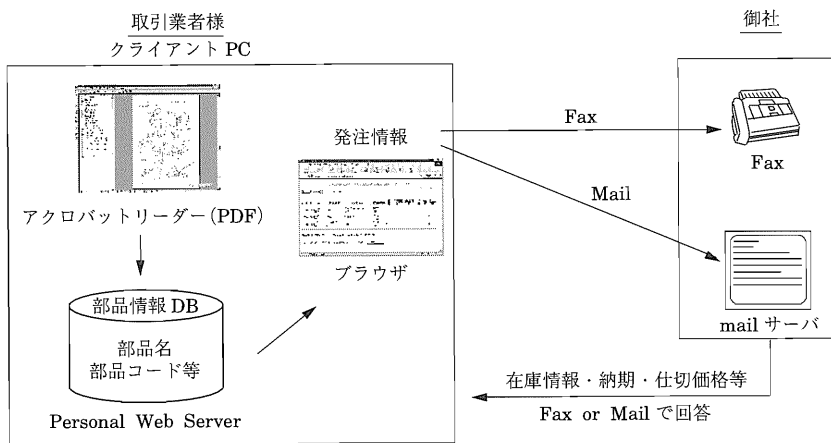 取引業者様
クライアント PC
御社
発注情報
Fax
Fax
Mail
アクロバットリーダー(PDF)
ブラウザ
部品情報 DB
部品名
部品コード等
mail サーバ
Personal Web Server
在庫情報・納期・仕切価格等
Fax or Mail で回答